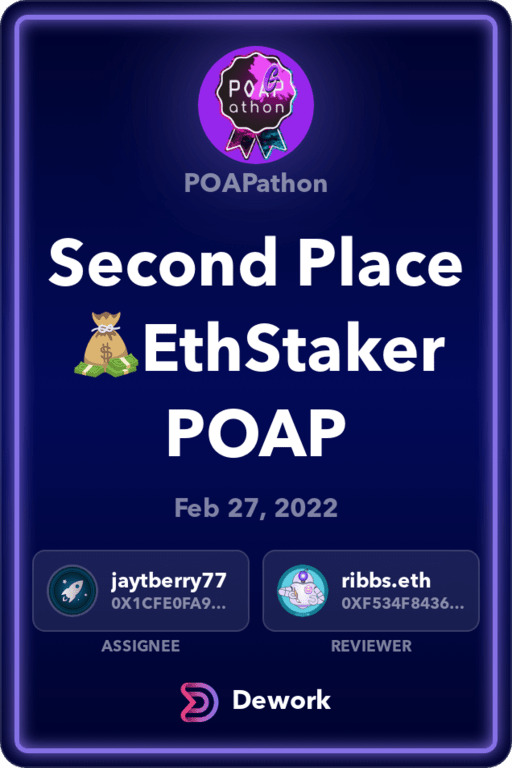 POAP
athon
POAPathon
Second Place
💰EthStaker
POAP
Feb 27, 2022
jaytberry77
0X1CFE0FA9...
ribbs.eth
0XF534F8436...
ASSIGNEE
REVIEWER
Dework